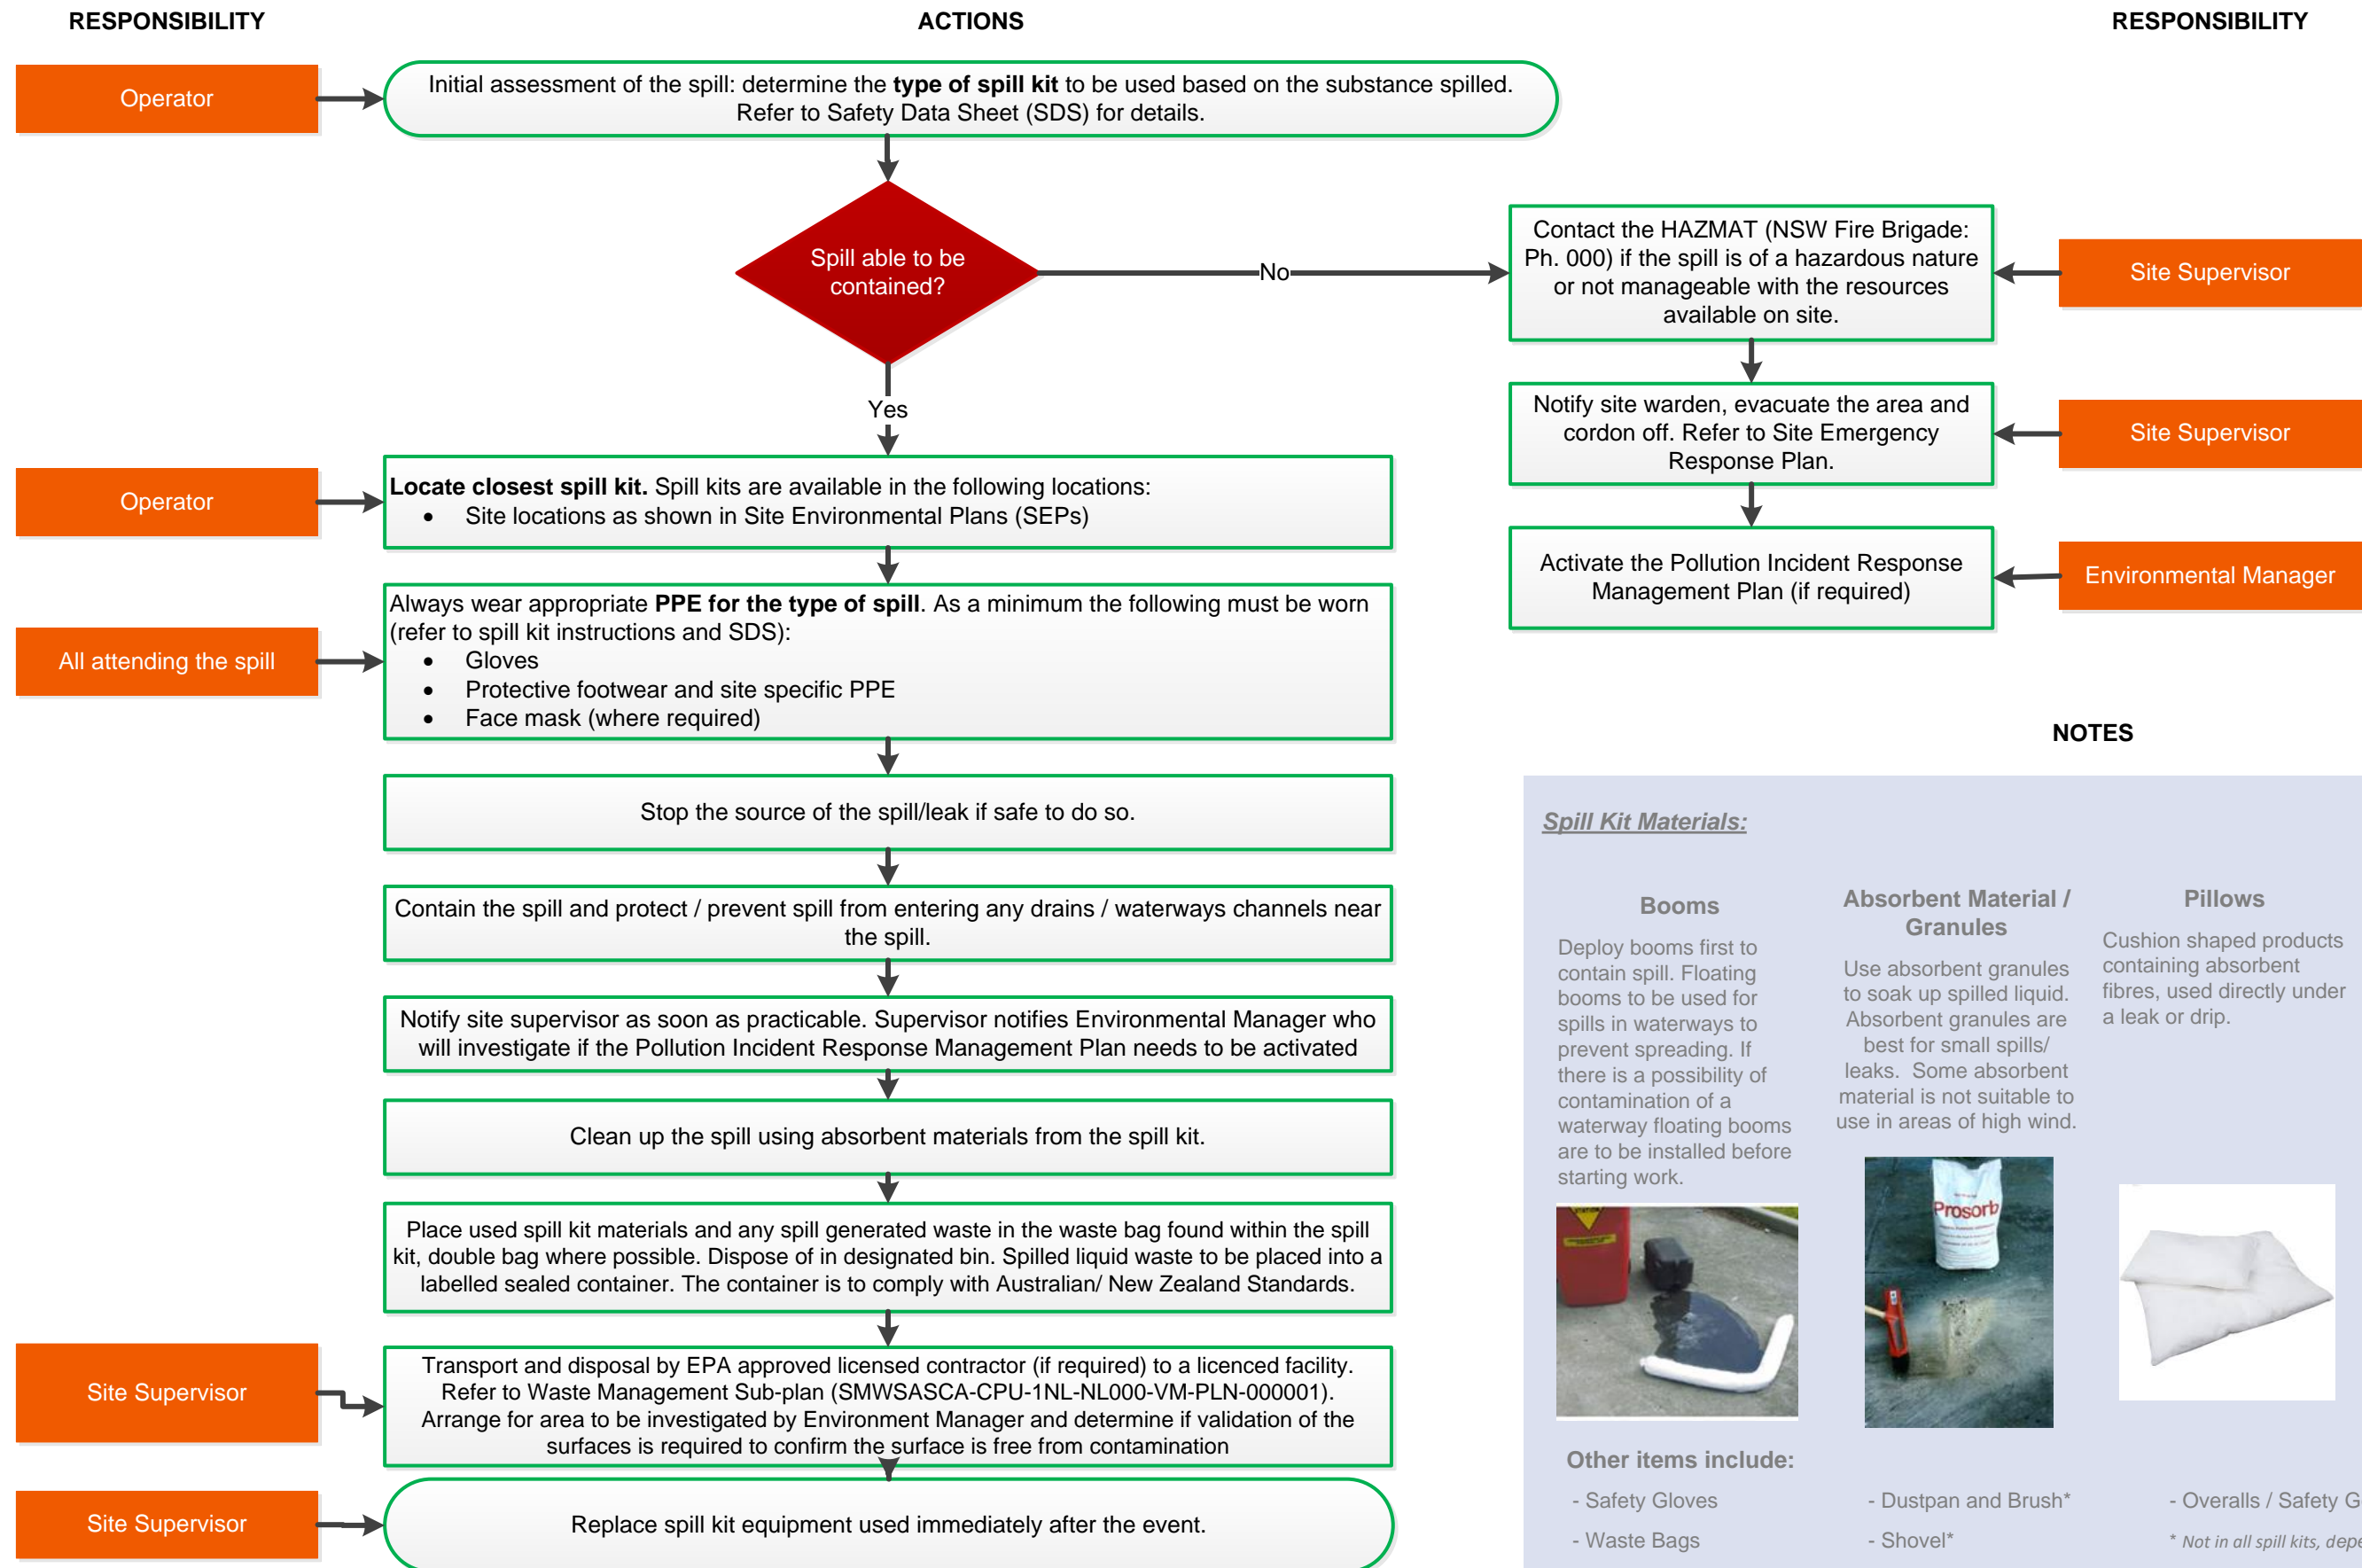 RESPONSIBILITY
ACTIONS
RESPONSIBILITY
Operator
Initial assessment of the spill: determine the type of spill kit to be used based on the substance spilled.
Refer to Safety Data Sheet (SDS) for details.
Spill able to be
contained?
No
Contact the HAZMAT (NSW Fire Brigade:
Ph. 000) if the spill is of a hazardous nature
or not manageable with the resources
available on site.
Site Supervisor
Notify site warden, evacuate the area and
cordon off. Refer to Site Emergency
Response Plan.
Site Supervisor
Activate the Pollution Incident Response
Management Plan (if required)
Environmental Manager
Yes
Operator
Locate closest spill kit. Spill kits are available in the following locations:
• Site locations as shown in Site Environmental Plans (SEPs)
All attending the spill
Always wear appropriate PPE for the type of spill. As a minimum the following must be worn
(refer to spill kit instructions and SDS):
• Gloves
• Protective footwear and site specific PPE
• Face mask (where required)
Stop the source of the spill/leak if safe to do so.
Contain the spill and protect / prevent spill from entering any drains / waterways channels near
the spill.
Notify site supervisor as soon as practicable. Supervisor notifies Environmental Manager who
will investigate if the Pollution Incident Response Management Plan needs to be activated
Clean up the spill using absorbent materials from the spill kit.
Place used spill kit materials and any spill generated waste in the waste bag found within the spill
kit, double bag where possible. Dispose of in designated bin. Spilled liquid waste to be placed into a
labelled sealed container. The container is to comply with Australian/ New Zealand Standards.
Site Supervisor
Transport and disposal by EPA approved licensed contractor (if required) to a licenced facility.
Refer to Waste Management Sub-plan (SMWSASCA-CPU-1NL-NL000-VM-PLN-000001).
Arrange for area to be investigated by Environment Manager and determine if validation of the
surfaces is required to confirm the surface is free from contamination
Site Supervisor
Replace spill kit equipment used immediately after the event.
NOTES
Spill Kit Materials:
Booms
Deploy booms first to
contain spill. Floating
booms to be used for
spills in waterways to
prevent spreading. If
there is a possibility of
contamination of a
waterway floating booms
are to be installed before
starting work.
Absorbent Material /
Granules
Use absorbent granules
to soak up spilled liquid.
Absorbent granules are
best for small spills/
leaks. Some absorbent
material is not suitable to
use in areas of high wind.
Prosorb
Pillows
Cushion shaped products
containing absorbent
fibres, used directly under
a leak or drip.
Other items include:
- Safety Gloves
- Dustpan and Brush*
- Overalls / Safety G
- Waste Bags
- Shovel*
* Not in all spill kits, depe